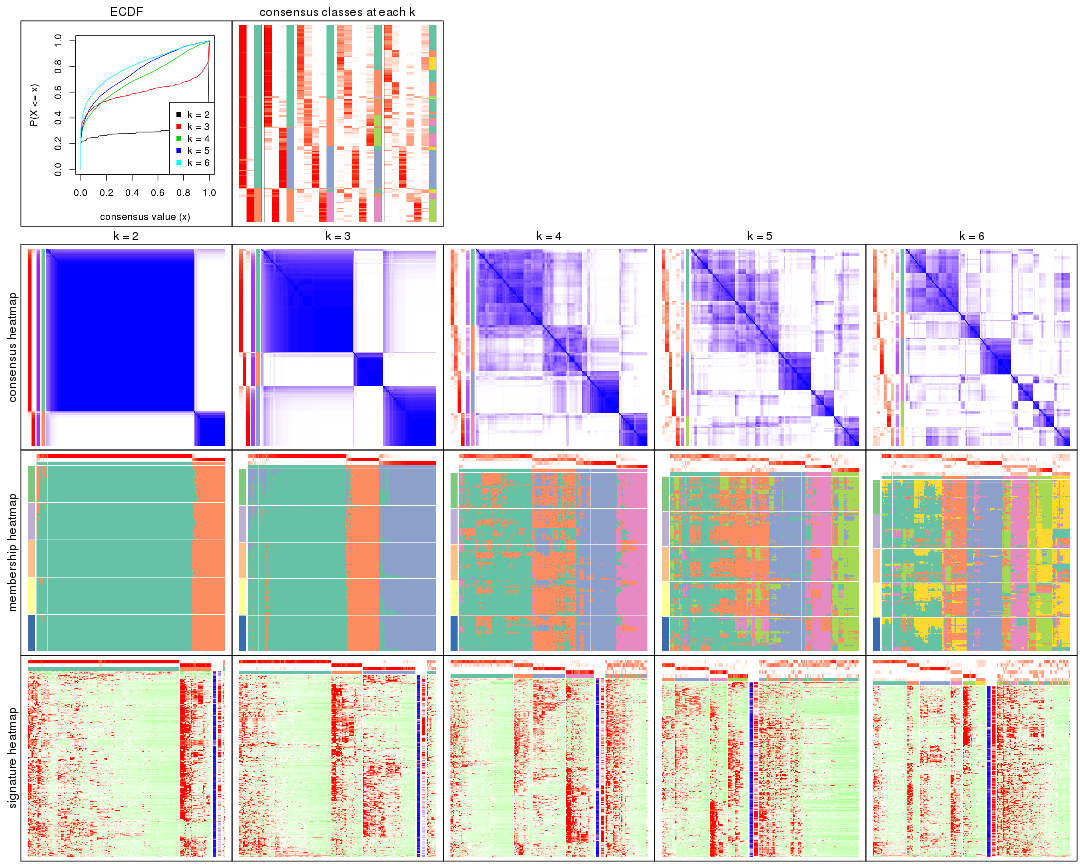 ECDF
consensus classes at each k
P(X <= x)
0.0 0.2 0.4 0.6 0.8 1.0
k = 2
k = 3
k = 4
k = 5
k = 6
0.0 0.2 0.4 0.6 0.8 1.0
consensus value (x)
k = 2
k = 3
k = 4
k = 5
k = 6
consensus heatmap
membership heatmap
signature heatmap